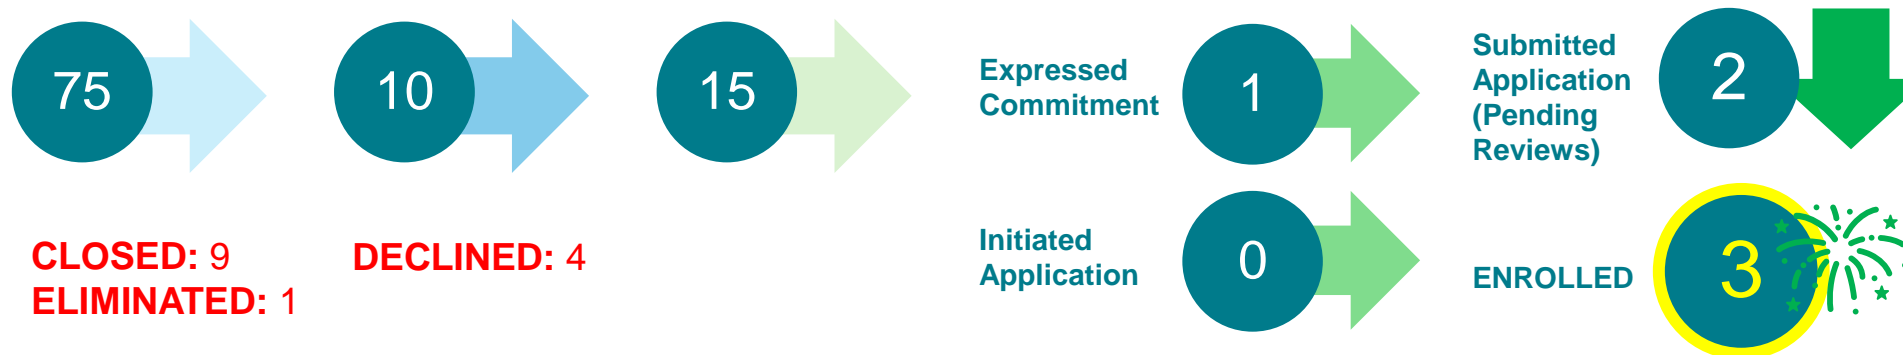 75
CLOSED: 9
ELIMINATED: 1
10
DECLINED: 4
15
Expressed
Commitment
1
Initiated
Application
0
Submitted
Application
(Pending
Reviews)
2
ENROLLED
3